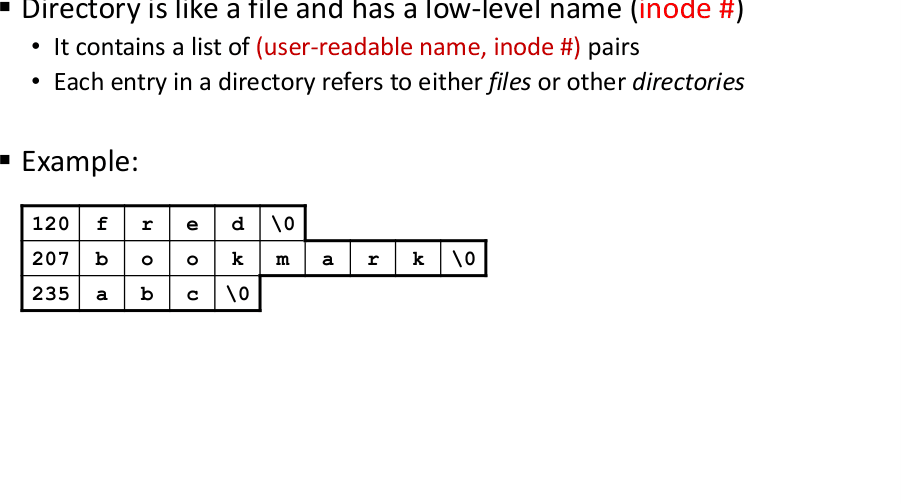 ▪ Directory is like a file and has a low-level name (inode #)
• It contains a list of (user-readable name, inode #) pairs
• Each entry in a directory refers to either files or other directories
▪ Example:
120 f r e d \0
207 b o o k m a r k \0
235 a b c \0